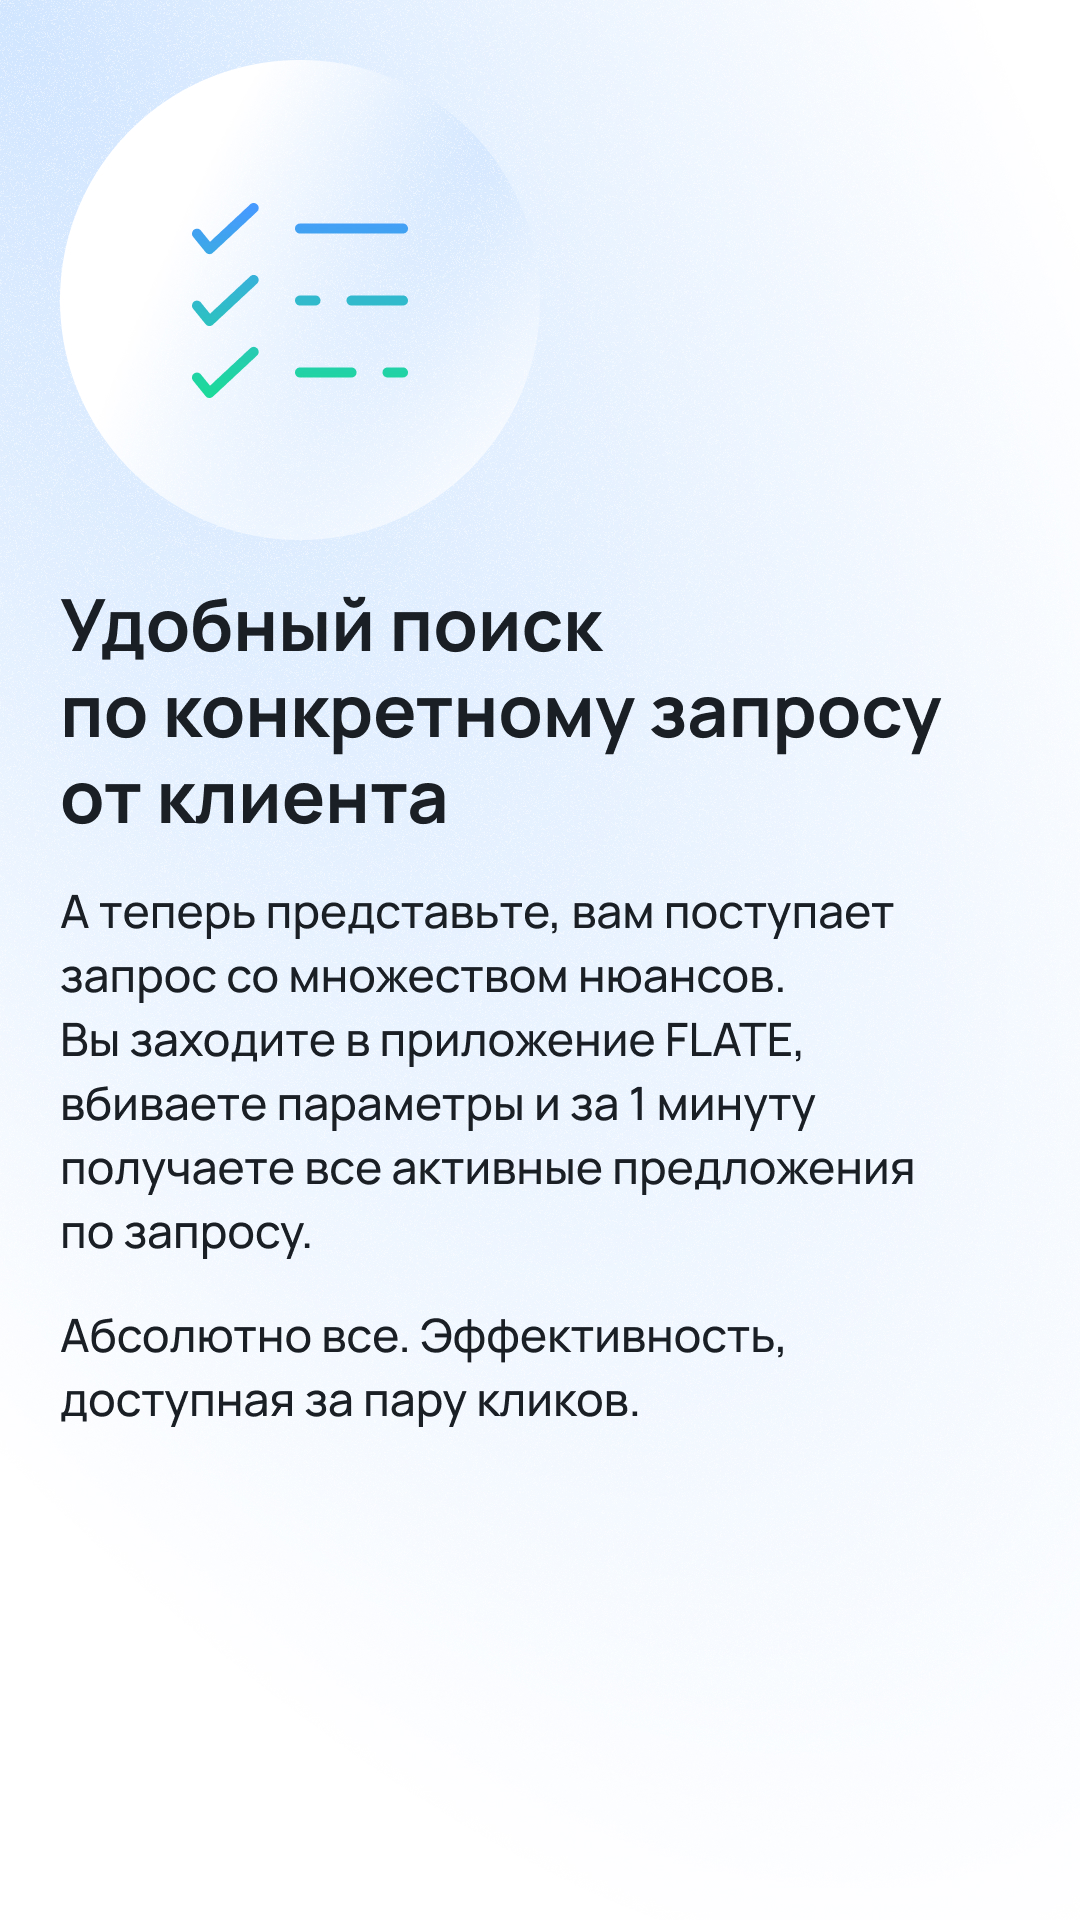 Удобный поиск
по конкретному запросу
от клиента
А теперь представьте, вам поступает
запрос со множеством нюансов.
Вы заходите в приложение FLATE,
вбиваете параметры и за 1 минуту
получаете все активные предложения
по запросу.
Абсолютно все. Эффективность,
доступная за пару кликов.